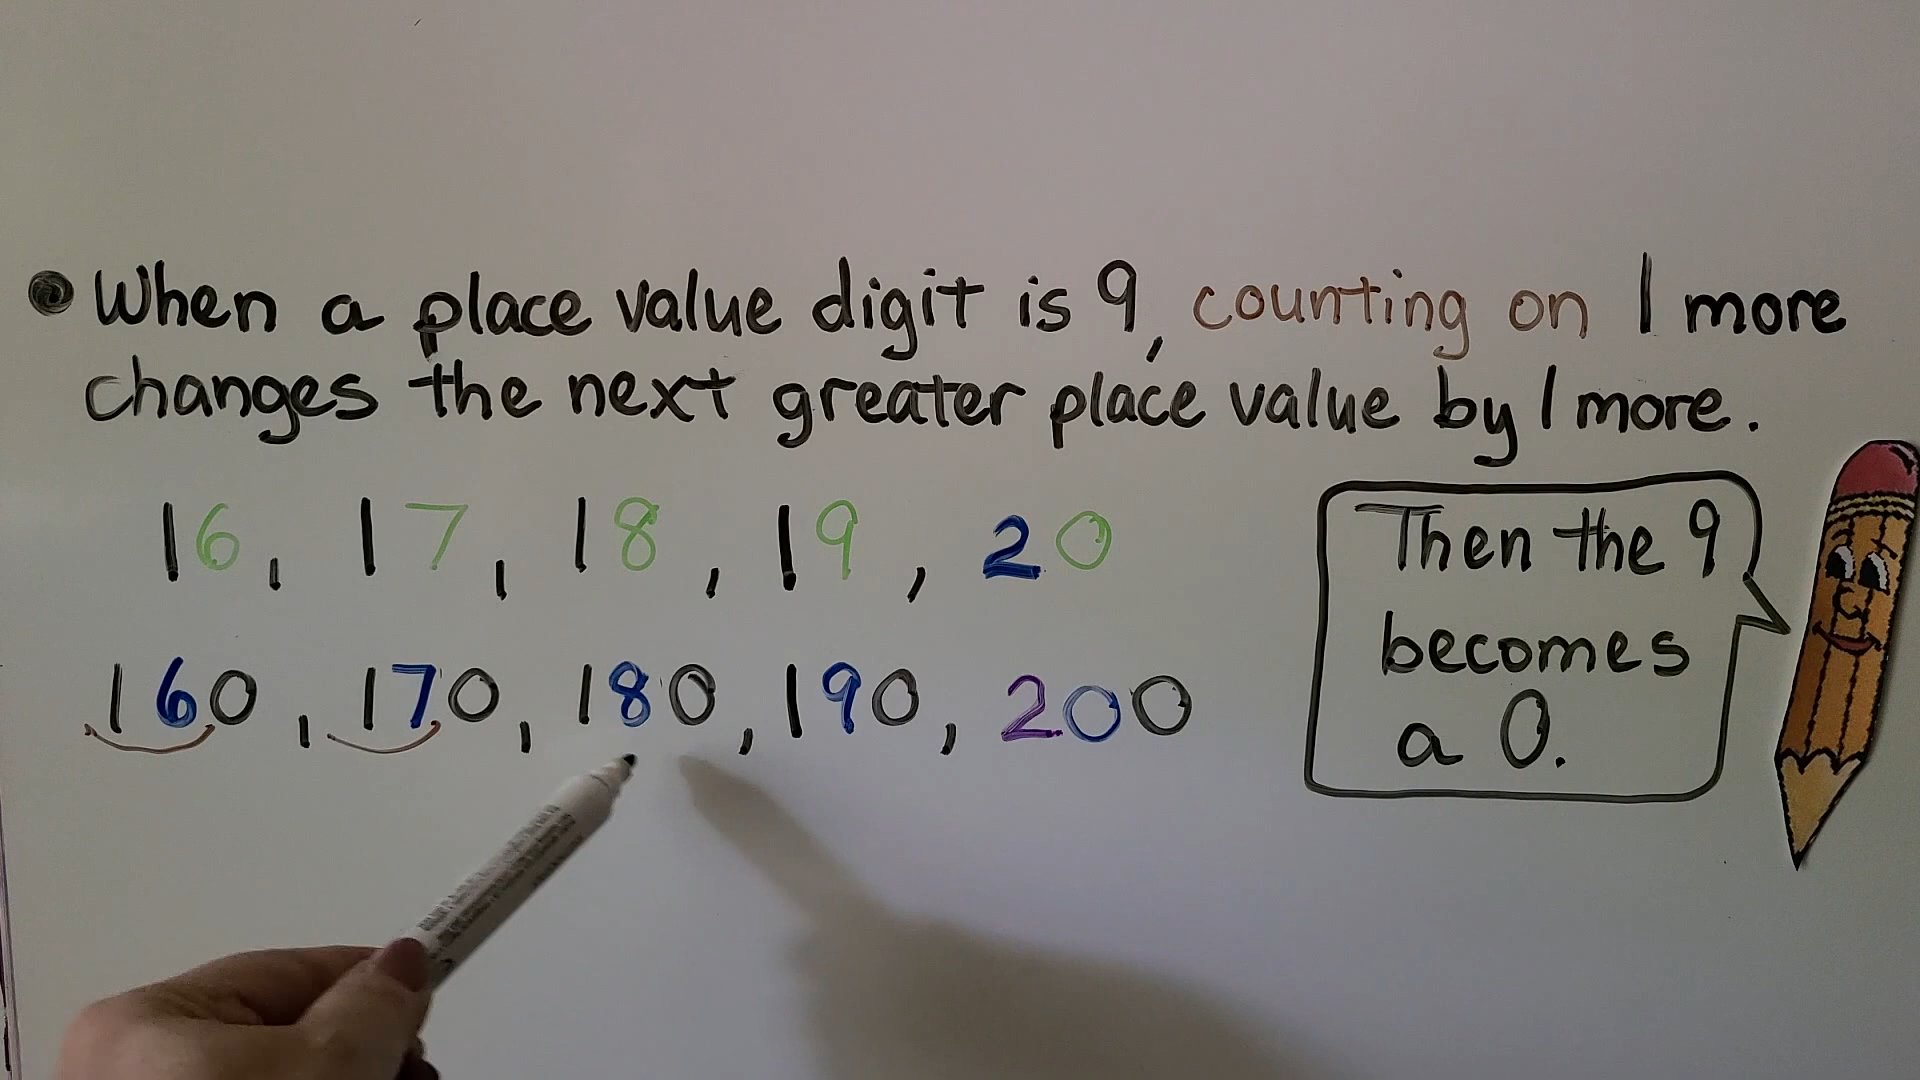 When a place value digit is 9, counting on 1 more
changes the next greater place value by 1 more.
16, 17, 18, 19, 20
160, 170, 180, 190, 200
Then the 9
becomes
a 0.